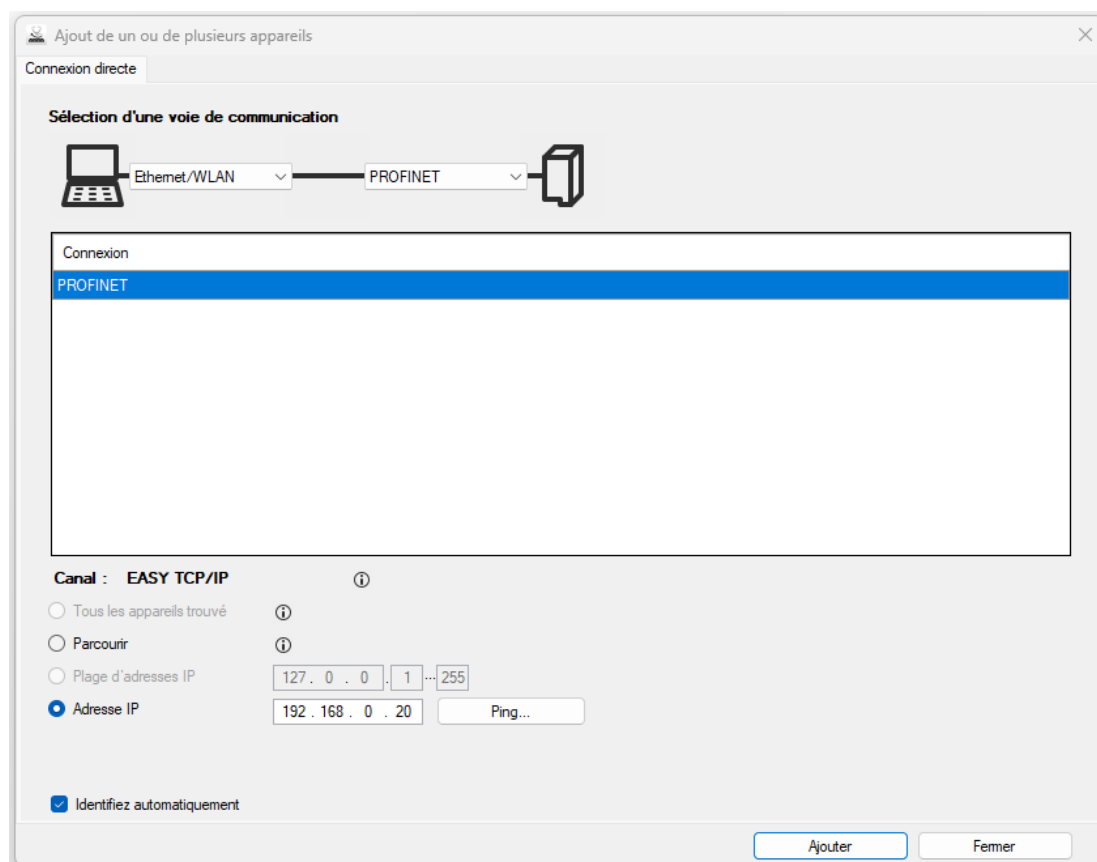 Ajout de un ou de plusieurs appareils
Connexion directe
Sélection d'une voie de communication
Ethernet/WLAN PROFINET
Connexion
PROFINET
Canal : EASY TCP/IP
Tous les appareils trouvé
Parcourir
Plage d'adresses IP 127 . 0 . 0 . 1 ... 255
Adresse IP 192 . 168 . 0 . 20 Ping...
Identifiez automatiquement
Ajouter Fermer